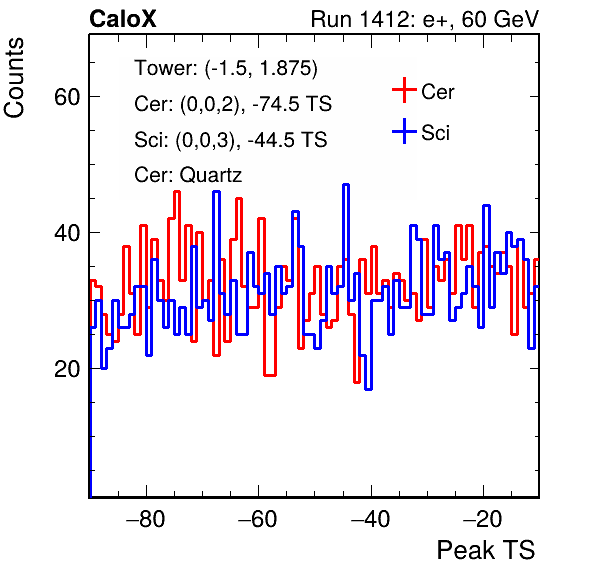 CaloX Run 1412: e+, 60 GeV
Counts
Tower: (-1.5, 1.875)
Cer: (0,0,2), -74.5 TS
Sci: (0,0,3), -44.5 TS
Cer: Quartz
Cer
Sci
60
40
20
−80 −60 −40 −20
Peak TS